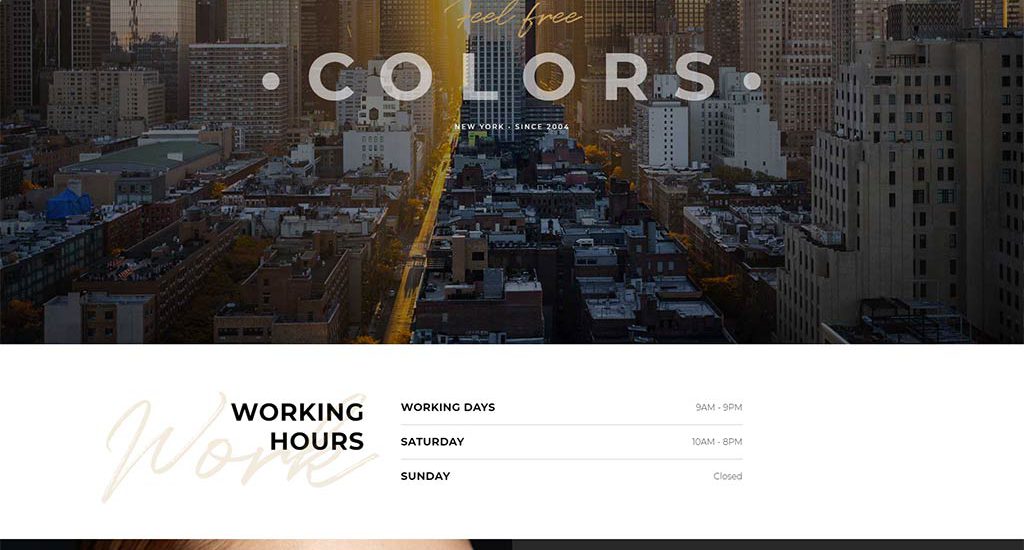 Feel free
• COLORS •
NEW YORK - SINCE 2004
Work
WORKING
HOURS
WORKING DAYS 9AM - 9PM
SATURDAY 10AM - 8PM
SUNDAY Closed